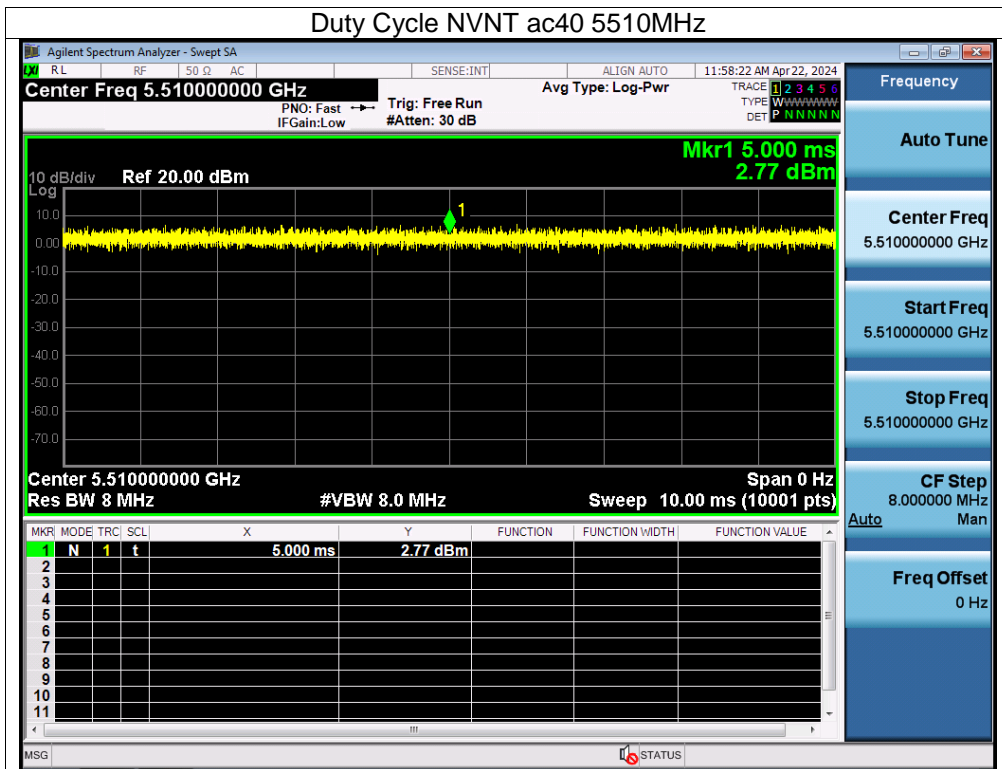 Duty Cycle NVNT ac40 5510MHz
Agilent Spectrum Analyzer - Swept SA
LXI RL RF 50 Ω AC SENSE:INT ALIGN AUTO 11:58:22 AM Apr 22, 2024
Center Freq 5.510000000 GHz
PNO: Fast
IFGain:Low
Trig: Free Run
#Atten: 30 dB
Avg Type: Log-Pwr
TRACE 1 2 3 4 5 6
TYPE WWWWWW
DET P N N N N N
Mkr1 5.000 ms
2.77 dBm
10 dB/div Ref 20.00 dBm
Log
1
10.0
0.00
-10.0
-20.0
-30.0
-40.0
-50.0
-60.0
-70.0
Center 5.510000000 GHz Span 0 Hz
Res BW 8 MHz #VBW 8.0 MHz Sweep 10.00 ms (10001 pts)
MKR MODE TRC SCL X Y FUNCTION FUNCTION WIDTH FUNCTION VALUE
1 N 1 t 5.000 ms 2.77 dBm
2
3
4
5
6
7
8
9
10
11
MSG STATUS
Frequency
Auto Tune
Center Freq
5.510000000 GHz
Start Freq
5.510000000 GHz
Stop Freq
5.510000000 GHz
CF Step
8.000000 MHz
Auto Man
Freq Offset
0 Hz